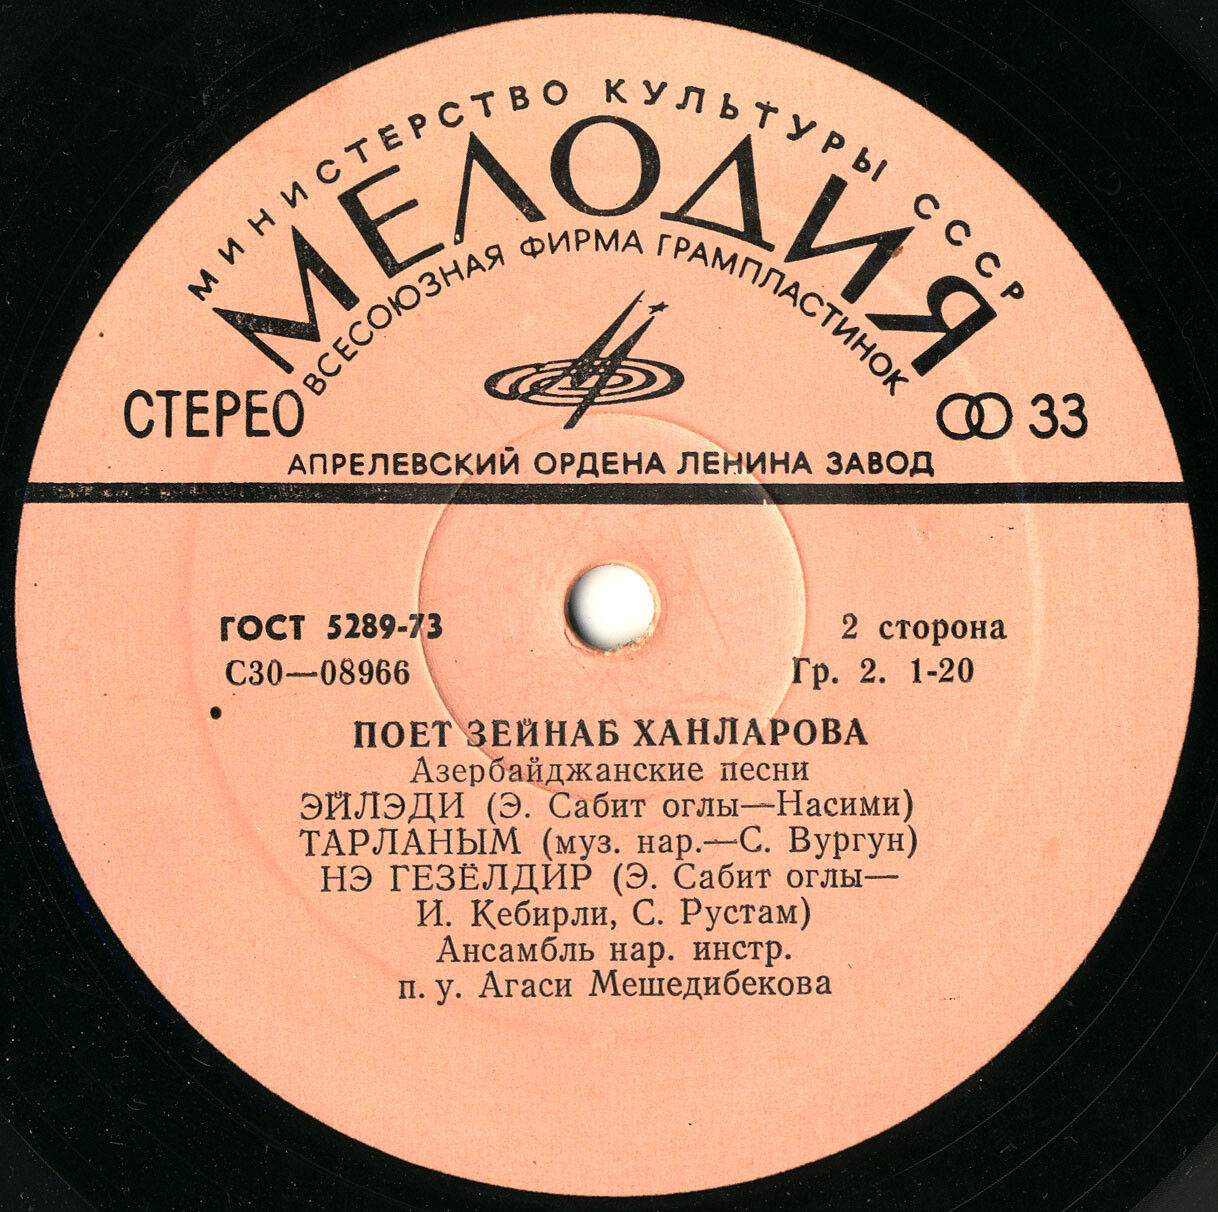 МИНИСТЕРСТВО КУЛЬТУРЫ СССР
МЕЛОДИЯ
ВСЕСОЮЗНАЯ ФИРМА ГРАМПЛАСТИНОК
СТЕРЕО
33
АПРЕЛЕВСКИЙ ОРДЕНА ЛЕНИНА ЗАВОД
ГОСТ 5289-73
2 сторона
С30—08966
Гр. 2. 1-20
ПОЕТ ЗЕЙНАБ ХАНЛАРОВА
Азербайджанские песни
ЭЙЛЭДИ (Э. Сабит оглы—Насими)
ТАРЛАНЫМ (муз. нар.—С. Вургун)
НЭ ГЕЗЁЛДИР (Э. Сабит оглы—
И. Кебирли, С. Рустам)
Ансамбль нар. инстр.
п. у. Агаси Мешедибекова